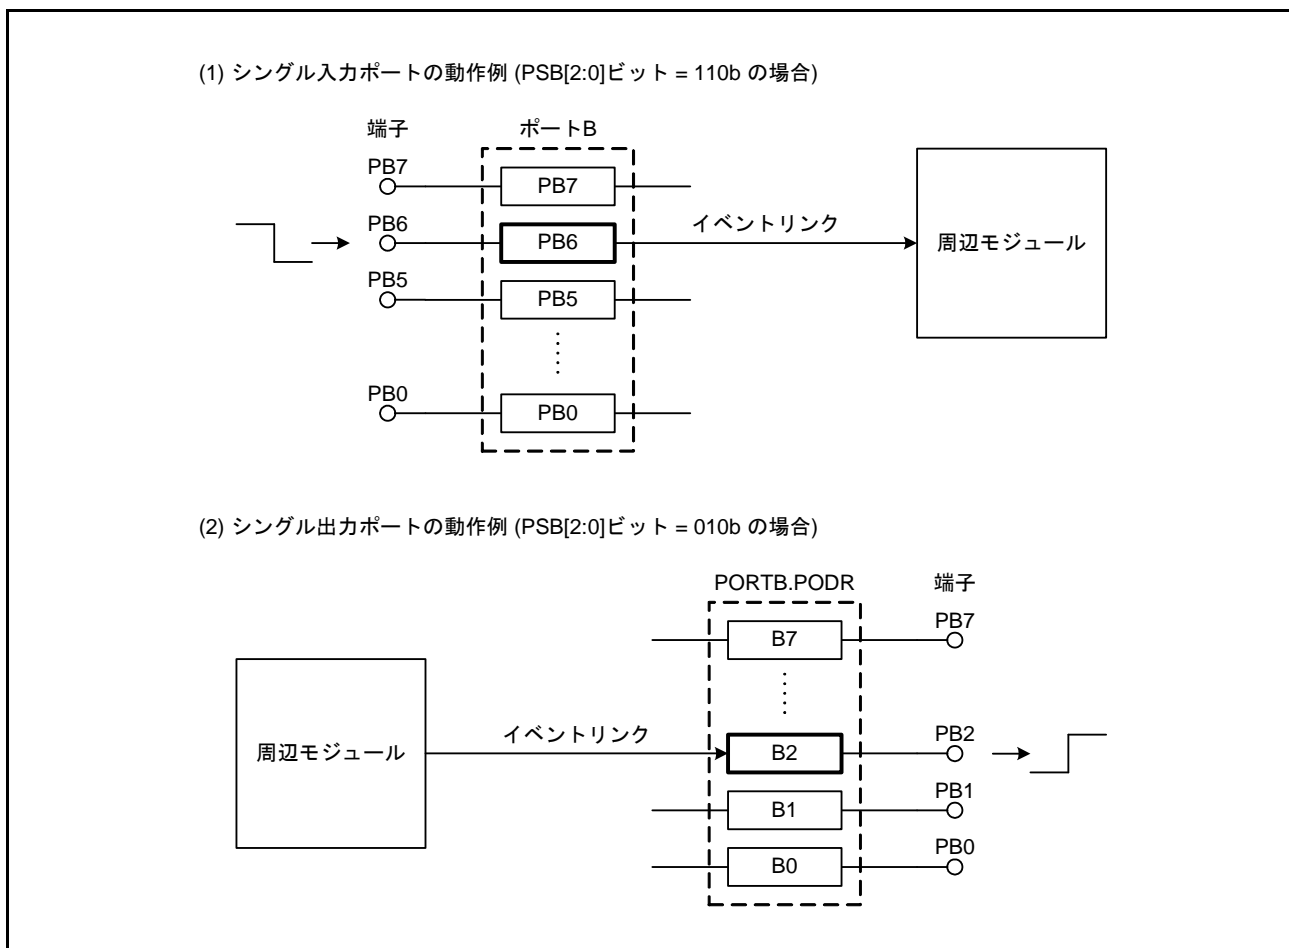 (1) シングル入力ポートの動作例 (PSB[2:0]ビット = 110b の場合)
端子
ポートB
PB7
PB7
PB6
PB6
イベントリンク
周辺モジュール
PB5
PB5
PB0
PB0
(2) シングル出力ポートの動作例 (PSB[2:0]ビット = 010b の場合)
PORTB.PODR
端子
B7
PB7
周辺モジュール
イベントリンク
B2
PB2
B1
PB1
B0
PB0